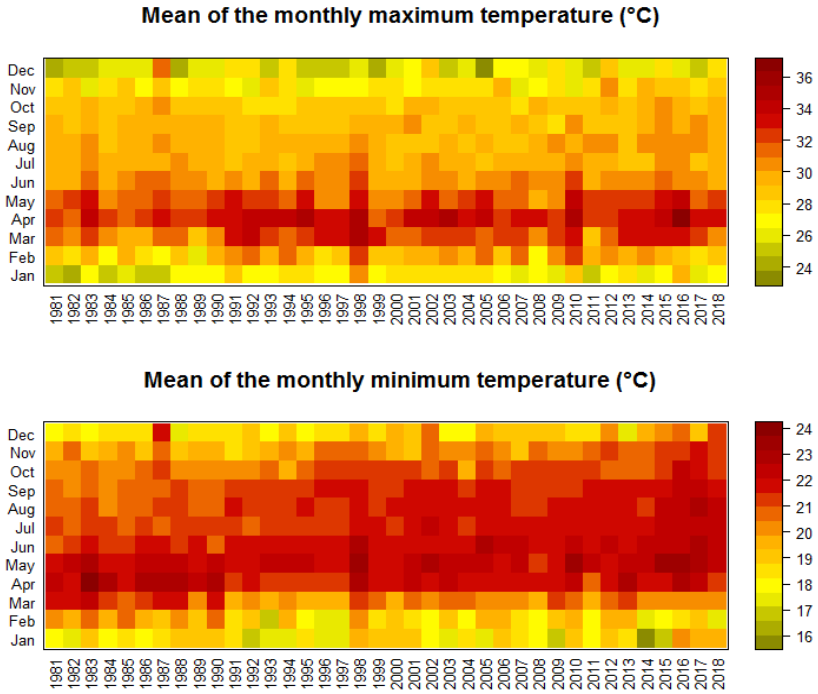 Mean of the monthly maximum temperature (°C)
Dec
Nov
Oct
Sep
Aug
Jul
Jun
May
Apr
Mar
Feb
Jan
36
34
32
30
28
26
24
1981 1982 1983 1984 1985 1986 1987 1988 1989 1990 1991 1992 1993 1994 1995 1996 1997 1998 1999 2000 2001 2002 2003 2004 2005 2006 2007 2008 2009 2010 2011 2012 2013 2014 2015 2016 2017 2018
Mean of the monthly minimum temperature (°C)
Dec
Nov
Oct
Sep
Aug
Jul
Jun
May
Apr
Mar
Feb
Jan
24
23
22
21
20
19
18
17
16
1981 1982 1983 1984 1985 1986 1987 1988 1989 1990 1991 1992 1993 1994 1995 1996 1997 1998 1999 2000 2001 2002 2003 2004 2005 2006 2007 2008 2009 2010 2011 2012 2013 2014 2015 2016 2017 2018